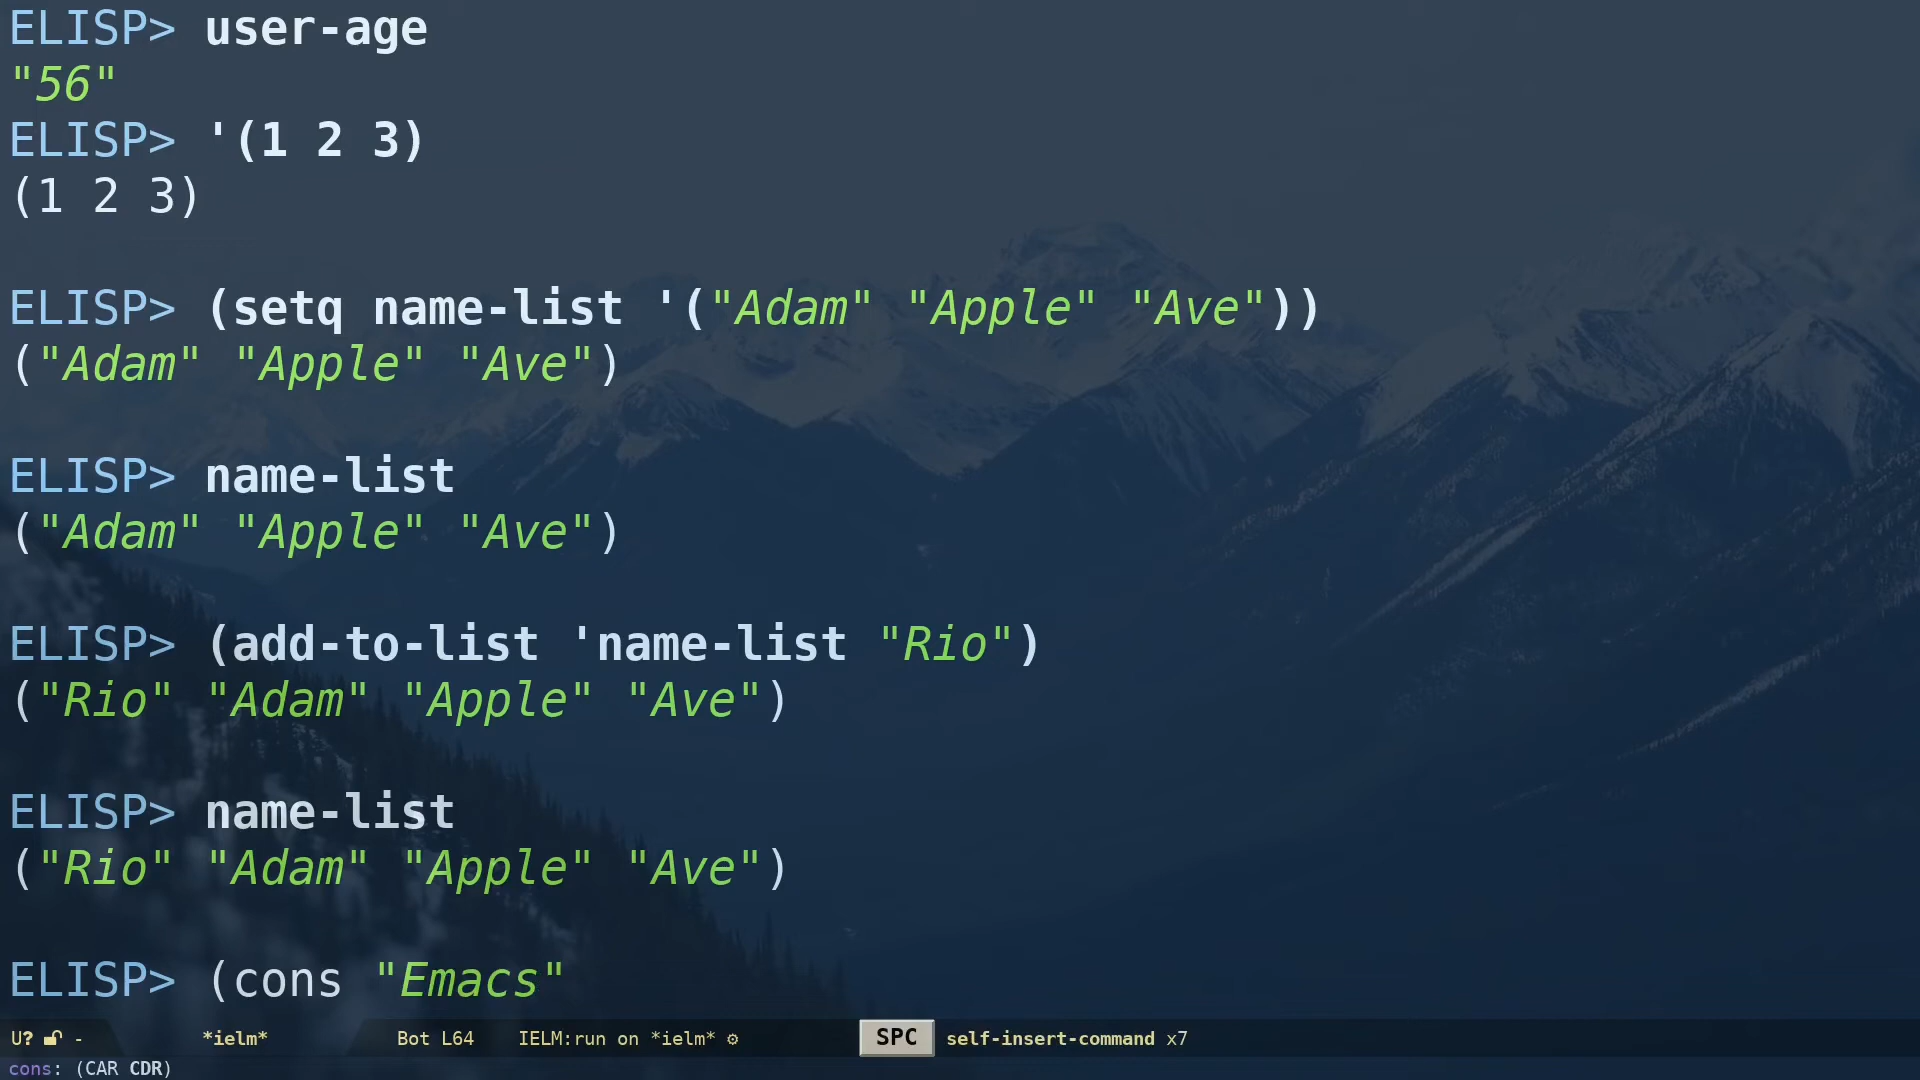 ELISP> user-age
"56"
ELISP> '(1 2 3)
(1 2 3)
ELISP> (setq name-list '("Adam" "Apple" "Ave"))
("Adam" "Apple" "Ave")
ELISP> name-list
("Adam" "Apple" "Ave")
ELISP> (add-to-list 'name-list "Rio")
("Rio" "Adam" "Apple" "Ave")
ELISP> name-list
("Rio" "Adam" "Apple" "Ave")
ELISP> (cons "Emacs"
U? - *ielm* Bot L64 IELM:run on *ielm* ⚙ SPC self-insert-command x7
cons: (CAR CDR)